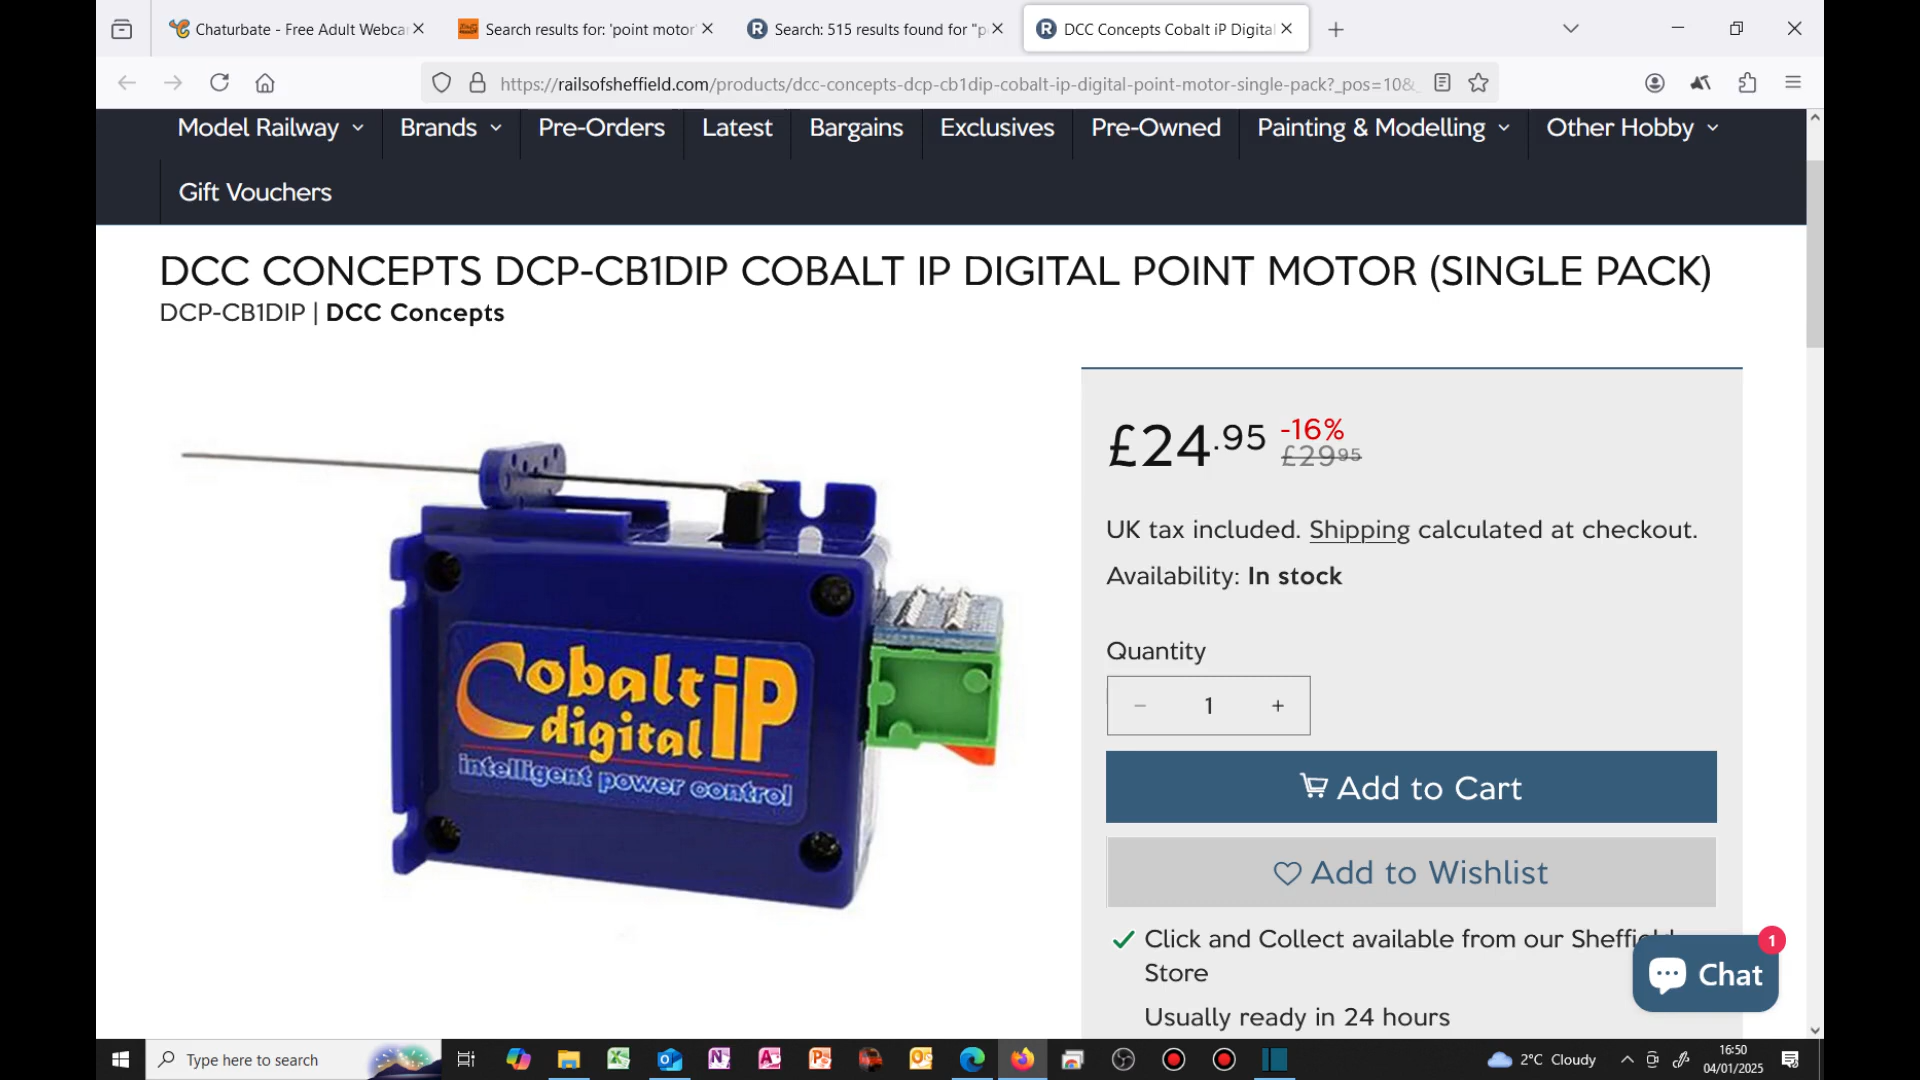 Chaturbate - Free Adult Webca
Search results for: 'point motor'
Search: 515 results found for "p
DCC Concepts Cobalt iP Digital
https://railsofsheffield.com/products/dcc-concepts-dcp-cb1dip-cobalt-ip-digital-point-motor-single-pack?_pos=10&
Model Railway Brands Pre-Orders Latest Bargains Exclusives Pre-Owned Painting & Modelling Other Hobby
Gift Vouchers
DCC CONCEPTS DCP-CB1DIP COBALT IP DIGITAL POINT MOTOR (SINGLE PACK)
DCP-CB1DIP | DCC Concepts
£24.95 -16%
£29.95
UK tax included. Shipping calculated at checkout.
Availability: In stock
Quantity
− 1 +
Cobalt iP
digital
intelligent power control
Add to Cart
Add to Wishlist
Click and Collect available from our Sheffield
Store
Usually ready in 24 hours
1
Chat
Type here to search
2°C Cloudy
16:50
04/01/2025